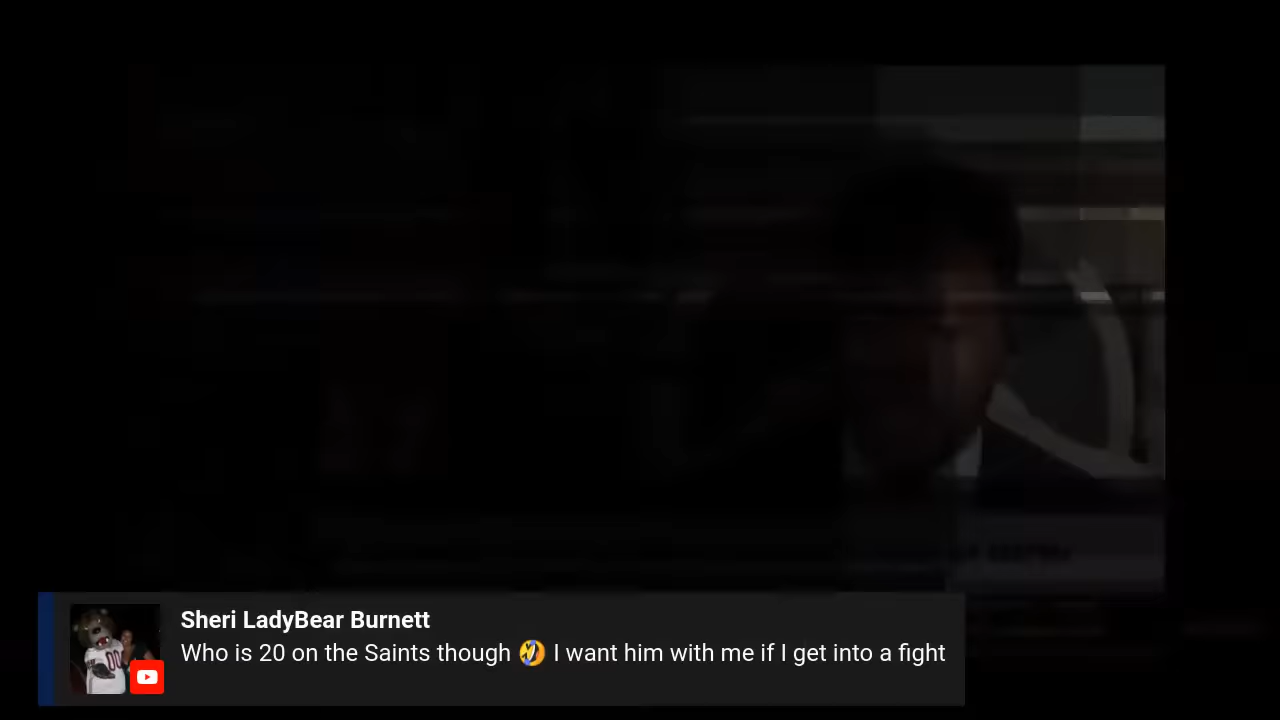 Sheri LadyBear Burnett
Who is 20 on the Saints though 🤣 I want him with me if I get into a fight